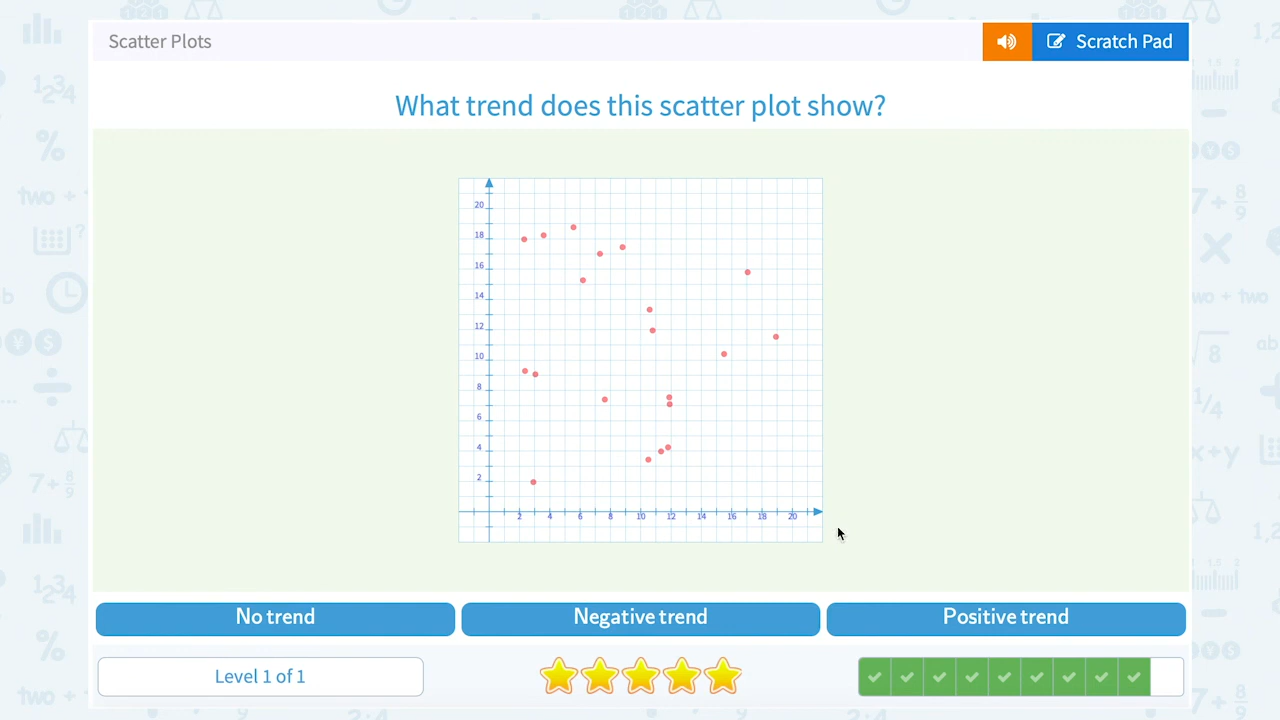 Scatter Plots
Scratch Pad
What trend does this scatter plot show?
20
18
16
14
12
10
8
6
4
2
2 4 6 8 10 12 14 16 18 20
No trend
Negative trend
Positive trend
Level 1 of 1